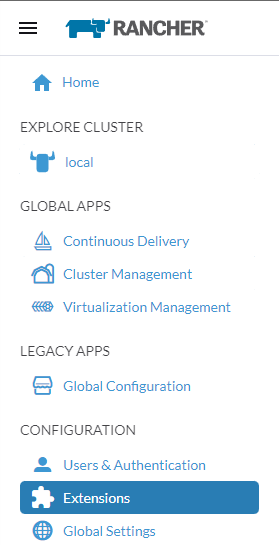 RANCHER™
Home
EXPLORE CLUSTER
local
GLOBAL APPS
Continuous Delivery
Cluster Management
Virtualization Management
LEGACY APPS
Global Configuration
CONFIGURATION
Users & Authentication
Extensions
Global Settings